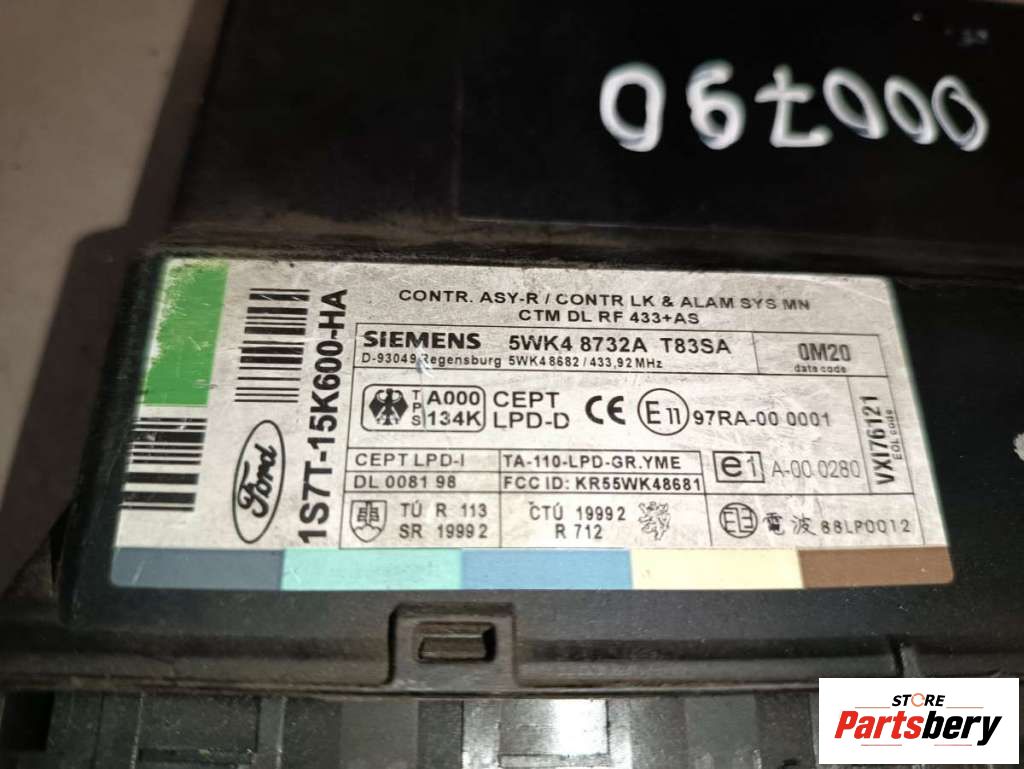 000790
CONTR. ASY-R / CONTR LK & ALAM SYS MN
CTM DL RF 433+AS
SIEMENS 5WK4 8732A T83SA
D-93049 Regensburg 5WK48682 / 433,92 MHz
0M20
data code
TPS A000 134K
CEPT LPD-D
CE
E11 97RA-00 0001
CEPT LPD-I
TA-110-LPD-GR.YME
e1 A-00 0280
DL 0081 98
FCC ID: KR55WK48681
VXI76121
EOL code
TÚ R 113
SR 1999 2
ČTÚ 1999 2
R 712
電波 88LP0012
Ford
1S7T-15K600-HA
STORE
Partsbery